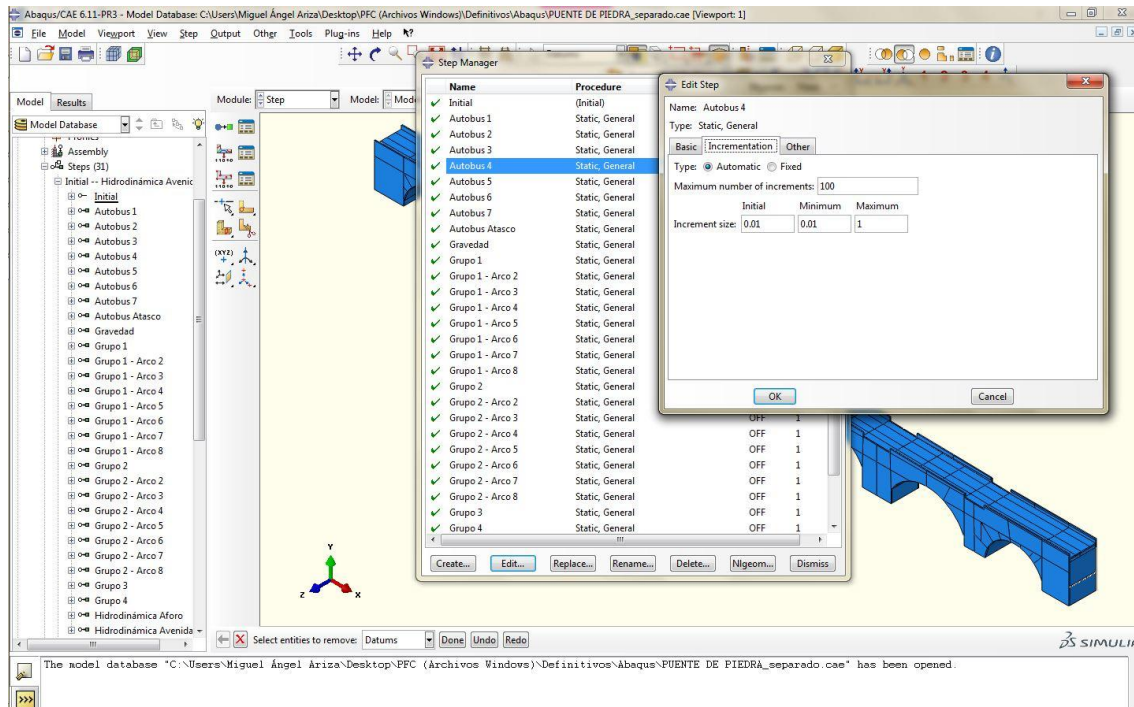 Abaqus/CAE 6.11-PR3 - Model Database: C:\Users\Miguel Ángel Ariza\Desktop\PFC (Archivos Windows)\Definitivos\Abaqus\PUENTE DE PIEDRA_separado.cae [Viewport: 1]
File Model Viewport View Step Output Other Tools Plug-ins Help
Model Results
Module: Step Model:
Model Database
Assembly
Steps (31)
Initial -- Hidrodinámica Avenic
Initial
Autobus 1
Autobus 2
Autobus 3
Autobus 4
Autobus 5
Autobus 6
Autobus 7
Autobus Atasco
Gravedad
Grupo 1
Grupo 1 - Arco 2
Grupo 1 - Arco 3
Grupo 1 - Arco 4
Grupo 1 - Arco 5
Grupo 1 - Arco 6
Grupo 1 - Arco 7
Grupo 1 - Arco 8
Grupo 2
Grupo 2 - Arco 2
Grupo 2 - Arco 3
Grupo 2 - Arco 4
Grupo 2 - Arco 5
Grupo 2 - Arco 6
Grupo 2 - Arco 7
Grupo 2 - Arco 8
Grupo 3
Grupo 4
Hidrodinámica Aforo
Hidrodinámica Avenida
(XYZ)
Step Manager
Name Procedure
Initial (Initial)
Autobus 1 Static, General
Autobus 2 Static, General
Autobus 3 Static, General
Autobus 4 Static, General
Autobus 5 Static, General
Autobus 6 Static, General
Autobus 7 Static, General
Autobus Atasco Static, General
Gravedad Static, General
Grupo 1 Static, General
Grupo 1 - Arco 2 Static, General
Grupo 1 - Arco 3 Static, General
Grupo 1 - Arco 4 Static, General
Grupo 1 - Arco 5 Static, General
Grupo 1 - Arco 6 Static, General
Grupo 1 - Arco 7 Static, General
Grupo 1 - Arco 8 Static, General
Grupo 2 Static, General
Grupo 2 - Arco 2 Static, General
Grupo 2 - Arco 3 Static, General OFF 1
Grupo 2 - Arco 4 Static, General OFF 1
Grupo 2 - Arco 5 Static, General OFF 1
Grupo 2 - Arco 6 Static, General OFF 1
Grupo 2 - Arco 7 Static, General OFF 1
Grupo 2 - Arco 8 Static, General OFF 1
Grupo 3 Static, General OFF 1
Grupo 4 Static, General OFF 1
Create... Edit... Replace... Rename... Delete... Nlgeom... Dismiss
Edit Step
Name: Autobus 4
Type: Static, General
Basic Incrementation Other
Type: Automatic Fixed
Maximum number of increments: 100
Initial Minimum Maximum
Increment size: 0.01 0.01 1
OK Cancel
Y
Z X
Select entities to remove: Datums Done Undo Redo
SIMULIA
The model database "C:\Users\Miguel Ángel Ariza\Desktop\PFC (Archivos Windows)\Definitivos\Abaqus\PUENTE DE PIEDRA_separado.cae" has been opened.
>>>